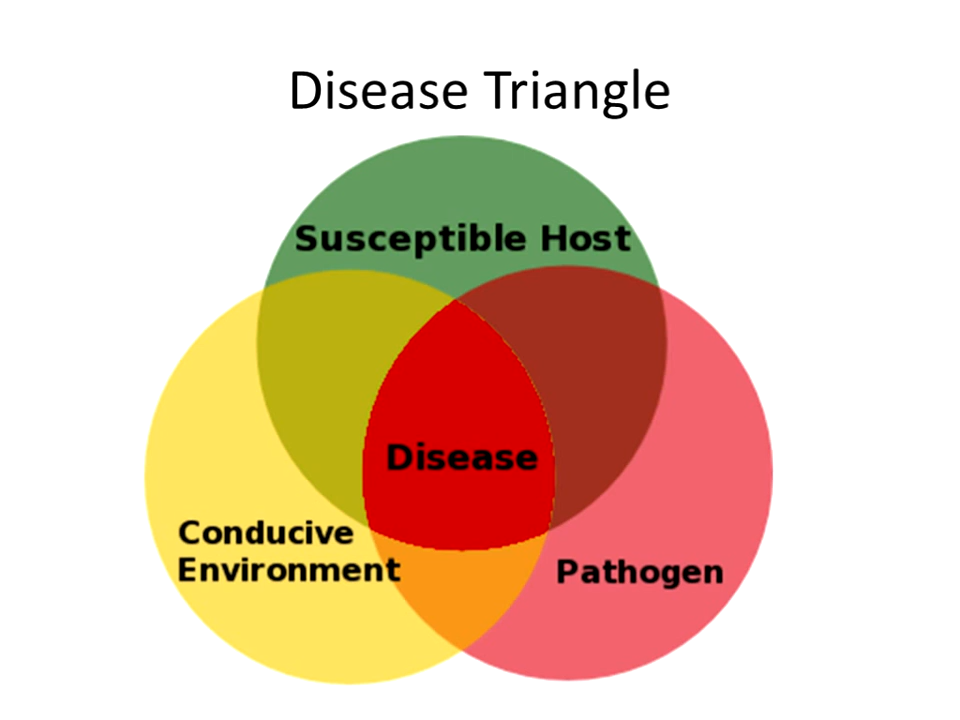 Disease Triangle
Susceptible Host
Disease
Conducive
Environment
Pathogen